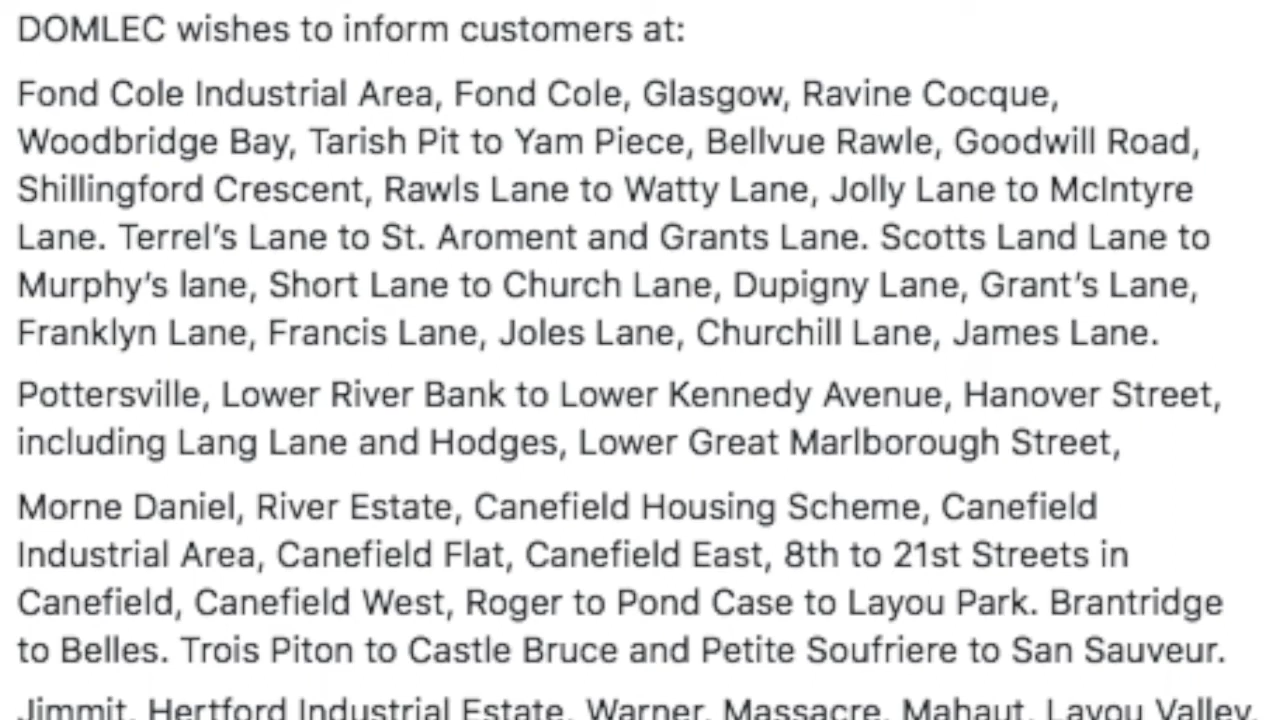 DOMLEC wishes to inform customers at:
Fond Cole Industrial Area, Fond Cole, Glasgow, Ravine Cocque,
Woodbridge Bay, Tarish Pit to Yam Piece, Bellvue Rawle, Goodwill Road,
Shillingford Crescent, Rawls Lane to Watty Lane, Jolly Lane to McIntyre
Lane. Terrel’s Lane to St. Aroment and Grants Lane. Scotts Land Lane to
Murphy’s lane, Short Lane to Church Lane, Dupigny Lane, Grant’s Lane,
Franklyn Lane, Francis Lane, Joles Lane, Churchill Lane, James Lane.
Pottersville, Lower River Bank to Lower Kennedy Avenue, Hanover Street,
including Lang Lane and Hodges, Lower Great Marlborough Street,
Morne Daniel, River Estate, Canefield Housing Scheme, Canefield
Industrial Area, Canefield Flat, Canefield East, 8th to 21st Streets in
Canefield, Canefield West, Roger to Pond Case to Layou Park. Brantridge
to Belles. Trois Piton to Castle Bruce and Petite Soufriere to San Sauveur.
Jimmit, Hertford Industrial Estate, Warner, Massacre, Mahaut, Layou Valley,